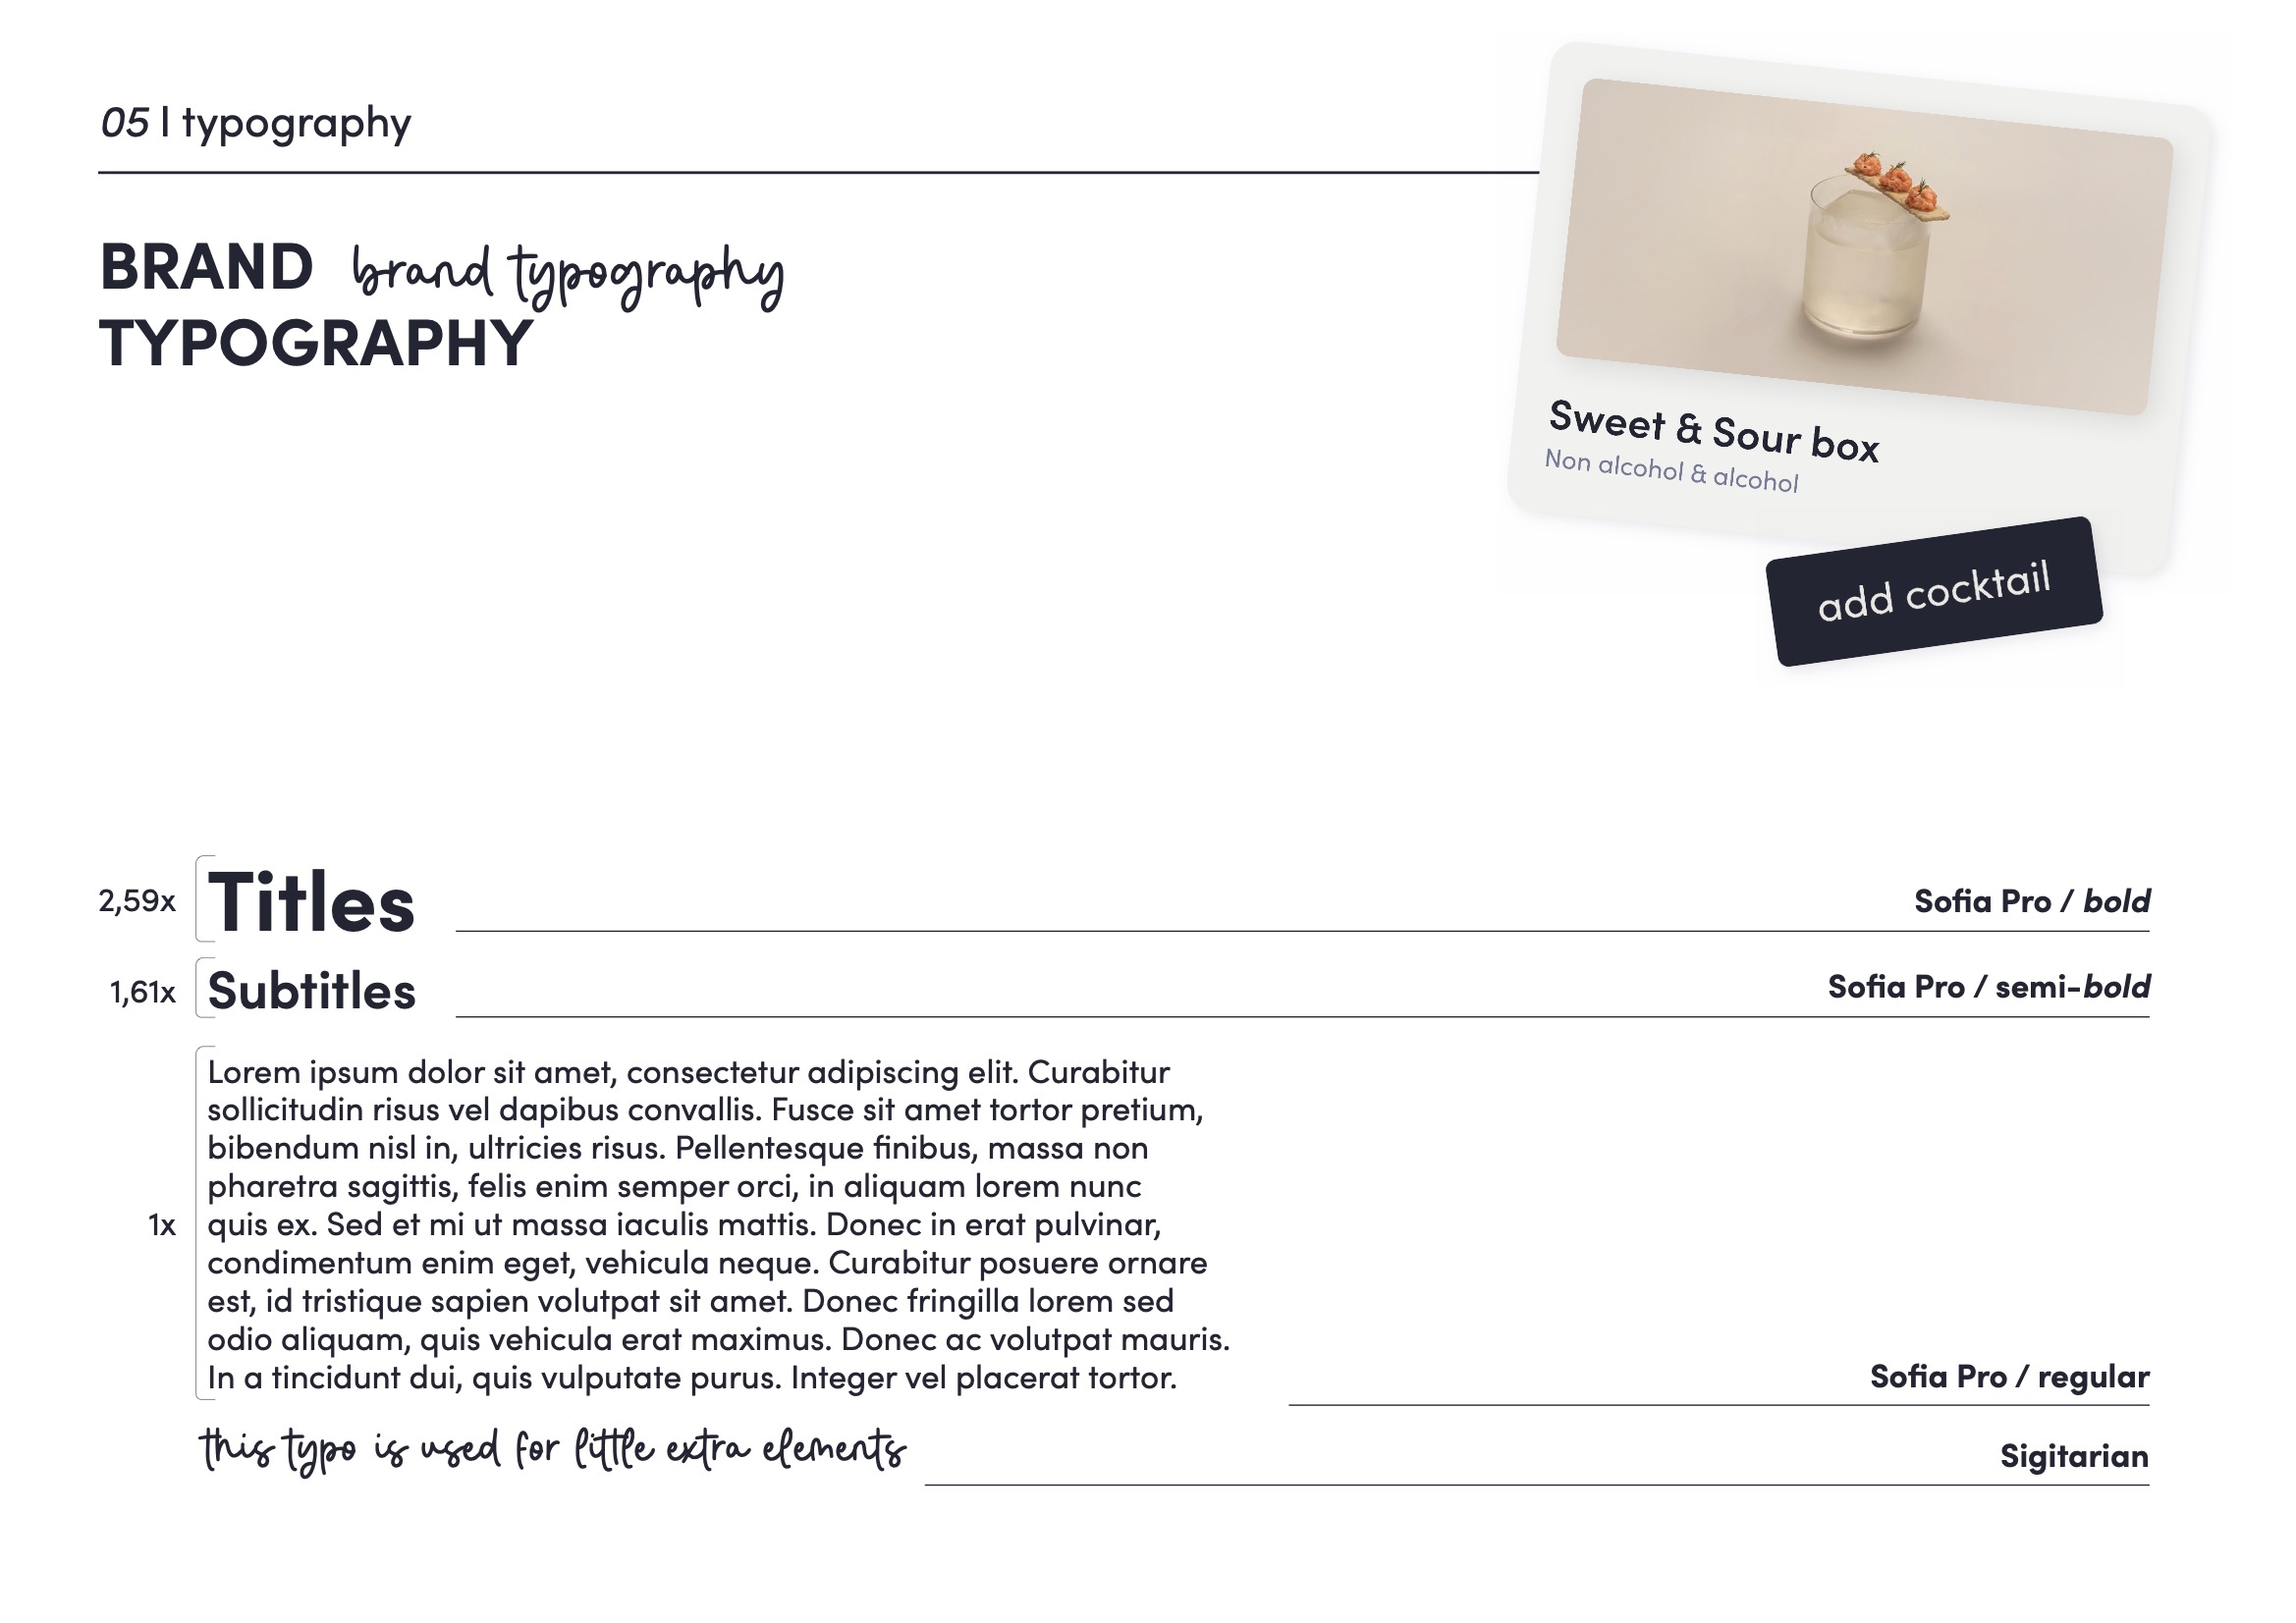 05 | typography
BRAND brand typography
TYPOGRAPHY
Sweet & Sour box
Non alcohol & alcohol
add cocktail
2,59x Titles Sofia Pro / bold
1,61x Subtitles Sofia Pro / semi-bold
Lorem ipsum dolor sit amet, consectetur adipiscing elit. Curabitur
sollicitudin risus vel dapibus convallis. Fusce sit amet tortor pretium,
bibendum nisl in, ultricies risus. Pellentesque finibus, massa non
pharetra sagittis, felis enim semper orci, in aliquam lorem nunc
1x quis ex. Sed et mi ut massa iaculis mattis. Donec in erat pulvinar,
condimentum enim eget, vehicula neque. Curabitur posuere ornare
est, id tristique sapien volutpat sit amet. Donec fringilla lorem sed
odio aliquam, quis vehicula erat maximus. Donec ac volutpat mauris.
In a tincidunt dui, quis vulputate purus. Integer vel placerat tortor. Sofia Pro / regular
this typo is used for little extra elements Sigitarian